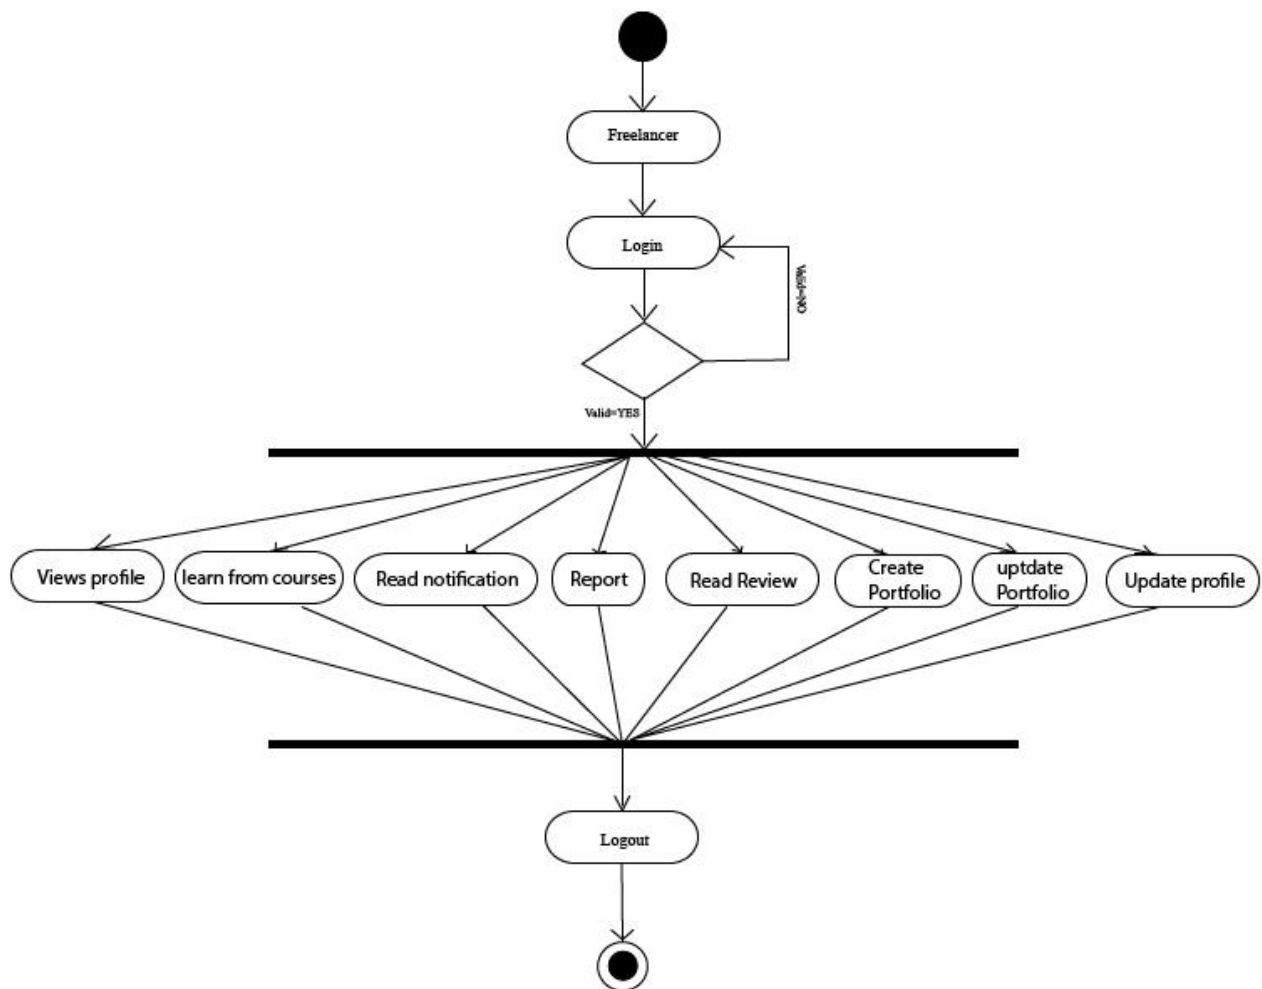 Freelancer
Login
Valid=NO
Valid=YES
Views profile
learn from courses
Read notification
Report
Read Review
Create
Portfolio
uptdate
Portfolio
Update profile
Logout